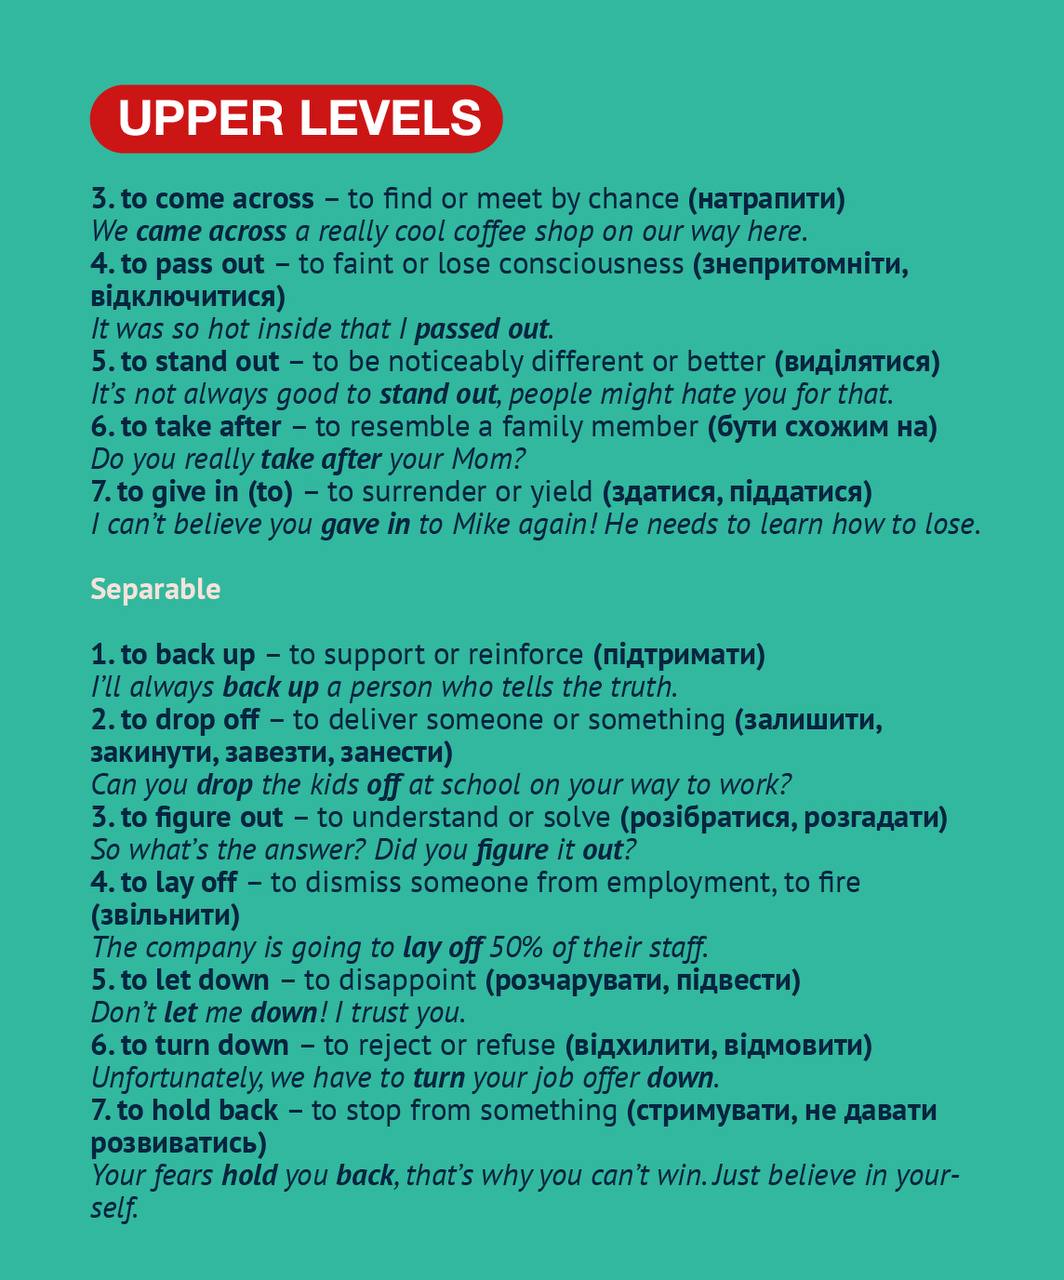 UPPER LEVELS
3. to come across – to find or meet by chance (натрапити)
We came across a really cool coffee shop on our way here.
4. to pass out – to faint or lose consciousness (знепритомніти,
відключитися)
It was so hot inside that I passed out.
5. to stand out – to be noticeably different or better (виділятися)
It’s not always good to stand out, people might hate you for that.
6. to take after – to resemble a family member (бути схожим на)
Do you really take after your Mom?
7. to give in (to) – to surrender or yield (здатися, піддатися)
I can’t believe you gave in to Mike again! He needs to learn how to lose.
Separable
1. to back up – to support or reinforce (підтримати)
I’ll always back up a person who tells the truth.
2. to drop off – to deliver someone or something (залишити,
закинути, завезти, занести)
Can you drop the kids off at school on your way to work?
3. to figure out – to understand or solve (розібратися, розгадати)
So what’s the answer? Did you figure it out?
4. to lay off – to dismiss someone from employment, to fire
(звільнити)
The company is going to lay off 50% of their staff.
5. to let down – to disappoint (розчарувати, підвести)
Don’t let me down! I trust you.
6. to turn down – to reject or refuse (відхилити, відмовити)
Unfortunately, we have to turn your job offer down.
7. to hold back – to stop from something (стримувати, не давати
розвиватись)
Your fears hold you back, that’s why you can’t win. Just believe in your-
self.